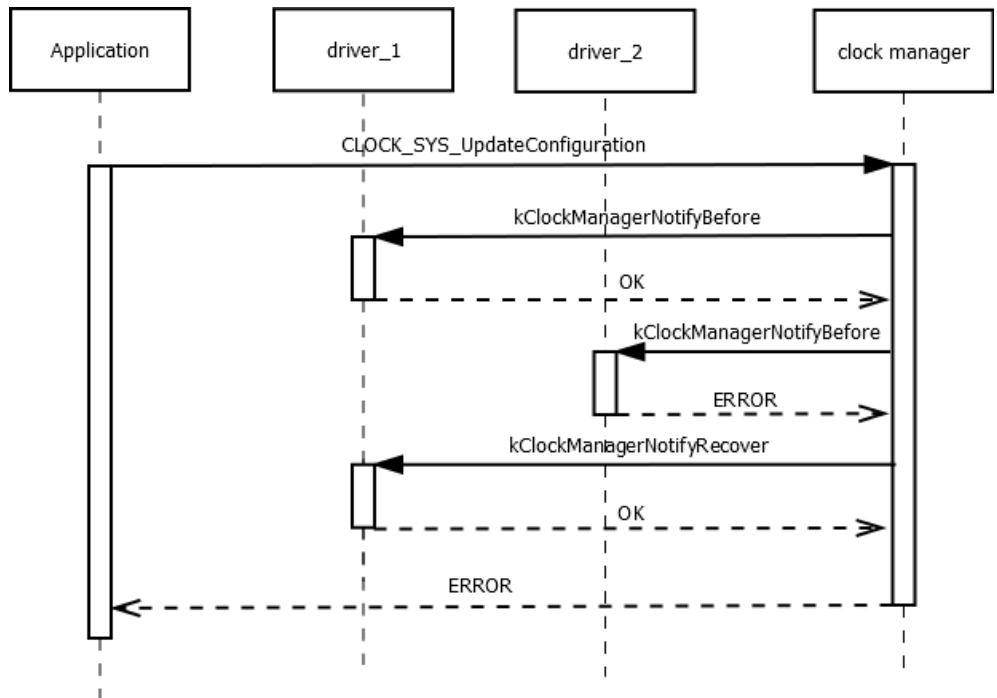 Application
driver_1
driver_2
clock manager
CLOCK_SYS_UpdateConfiguration
kClockManagerNotifyBefore
OK
kClockManagerNotifyBefore
ERROR
kClockManagerNotifyRecover
OK
ERROR